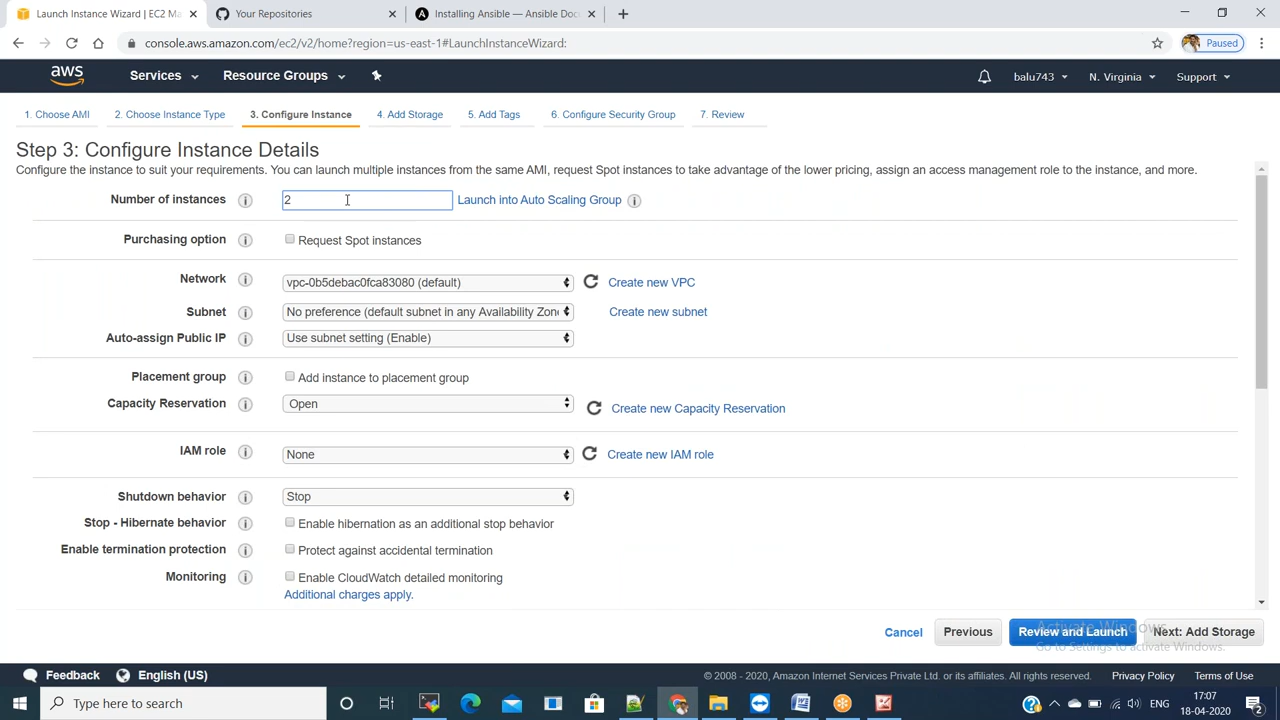 Launch Instance Wizard | EC2 Ma
Your Repositories
Installing Ansible — Ansible Doc
console.aws.amazon.com/ec2/v2/home?region=us-east-1#LaunchInstanceWizard:
Paused
aws
Services
Resource Groups
balu743
N. Virginia
Support
1. Choose AMI
2. Choose Instance Type
3. Configure Instance
4. Add Storage
5. Add Tags
6. Configure Security Group
7. Review
Step 3: Configure Instance Details
Configure the instance to suit your requirements. You can launch multiple instances from the same AMI, request Spot instances to take advantage of the lower pricing, assign an access management role to the instance, and more.
Number of instances
2
Launch into Auto Scaling Group
Purchasing option
Request Spot instances
Network
vpc-0b5debac0fca83080 (default)
Create new VPC
Subnet
No preference (default subnet in any Availability Zon
Create new subnet
Auto-assign Public IP
Use subnet setting (Enable)
Placement group
Add instance to placement group
Capacity Reservation
Open
Create new Capacity Reservation
IAM role
None
Create new IAM role
Shutdown behavior
Stop
Stop - Hibernate behavior
Enable hibernation as an additional stop behavior
Enable termination protection
Protect against accidental termination
Monitoring
Enable CloudWatch detailed monitoring
Additional charges apply.
Cancel
Previous
Review and Launch
Next: Add Storage
Activate Windows
Go to Settings to activate Windows.
Feedback
English (US)
© 2008 - 2020, Amazon Internet Services Private Ltd. or its affiliates. All rights reserved.
Privacy Policy
Terms of Use
Type here to search
ENG
17:07
18-04-2020
2